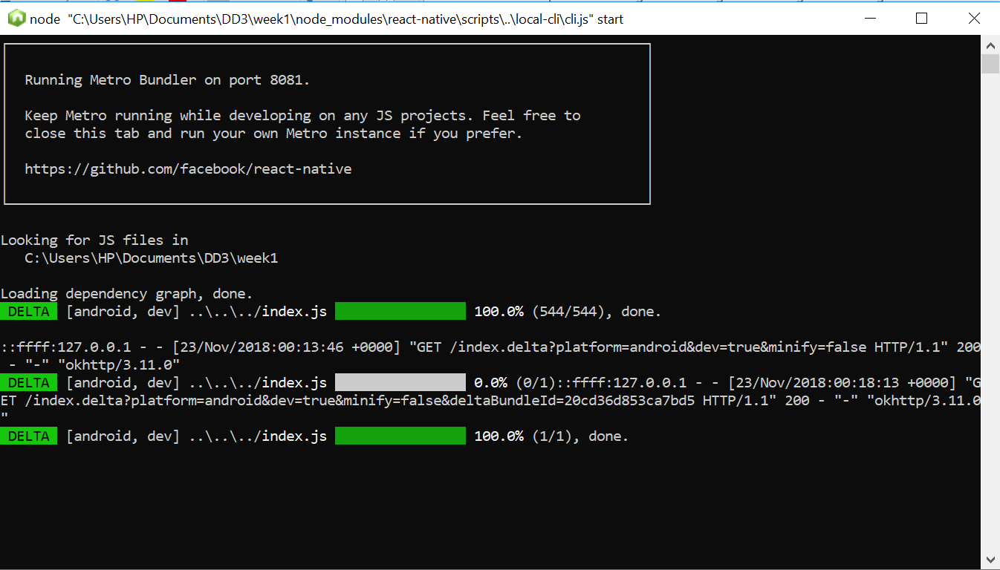 node "C:\Users\HP\Documents\DD3\week1\node_modules\react-native\scripts\..\local-cli\cli.js" start
Running Metro Bundler on port 8081.
Keep Metro running while developing on any JS projects. Feel free to
close this tab and run your own Metro instance if you prefer.
https://github.com/facebook/react-native
Looking for JS files in
C:\Users\HP\Documents\DD3\week1
Loading dependency graph, done.
DELTA [android, dev] ..\..\../index.js 100.0% (544/544), done.
::ffff:127.0.0.1 - - [23/Nov/2018:00:13:46 +0000] "GET /index.delta?platform=android&dev=true&minify=false HTTP/1.1" 200
- "-" "okhttp/3.11.0"
DELTA [android, dev] ..\..\../index.js 0.0% (0/1)::ffff:127.0.0.1 - - [23/Nov/2018:00:18:13 +0000] "G
ET /index.delta?platform=android&dev=true&minify=false&deltaBundleId=20cd36d853ca7bd5 HTTP/1.1" 200 - "-" "okhttp/3.11.0
"
DELTA [android, dev] ..\..\../index.js 100.0% (1/1), done.